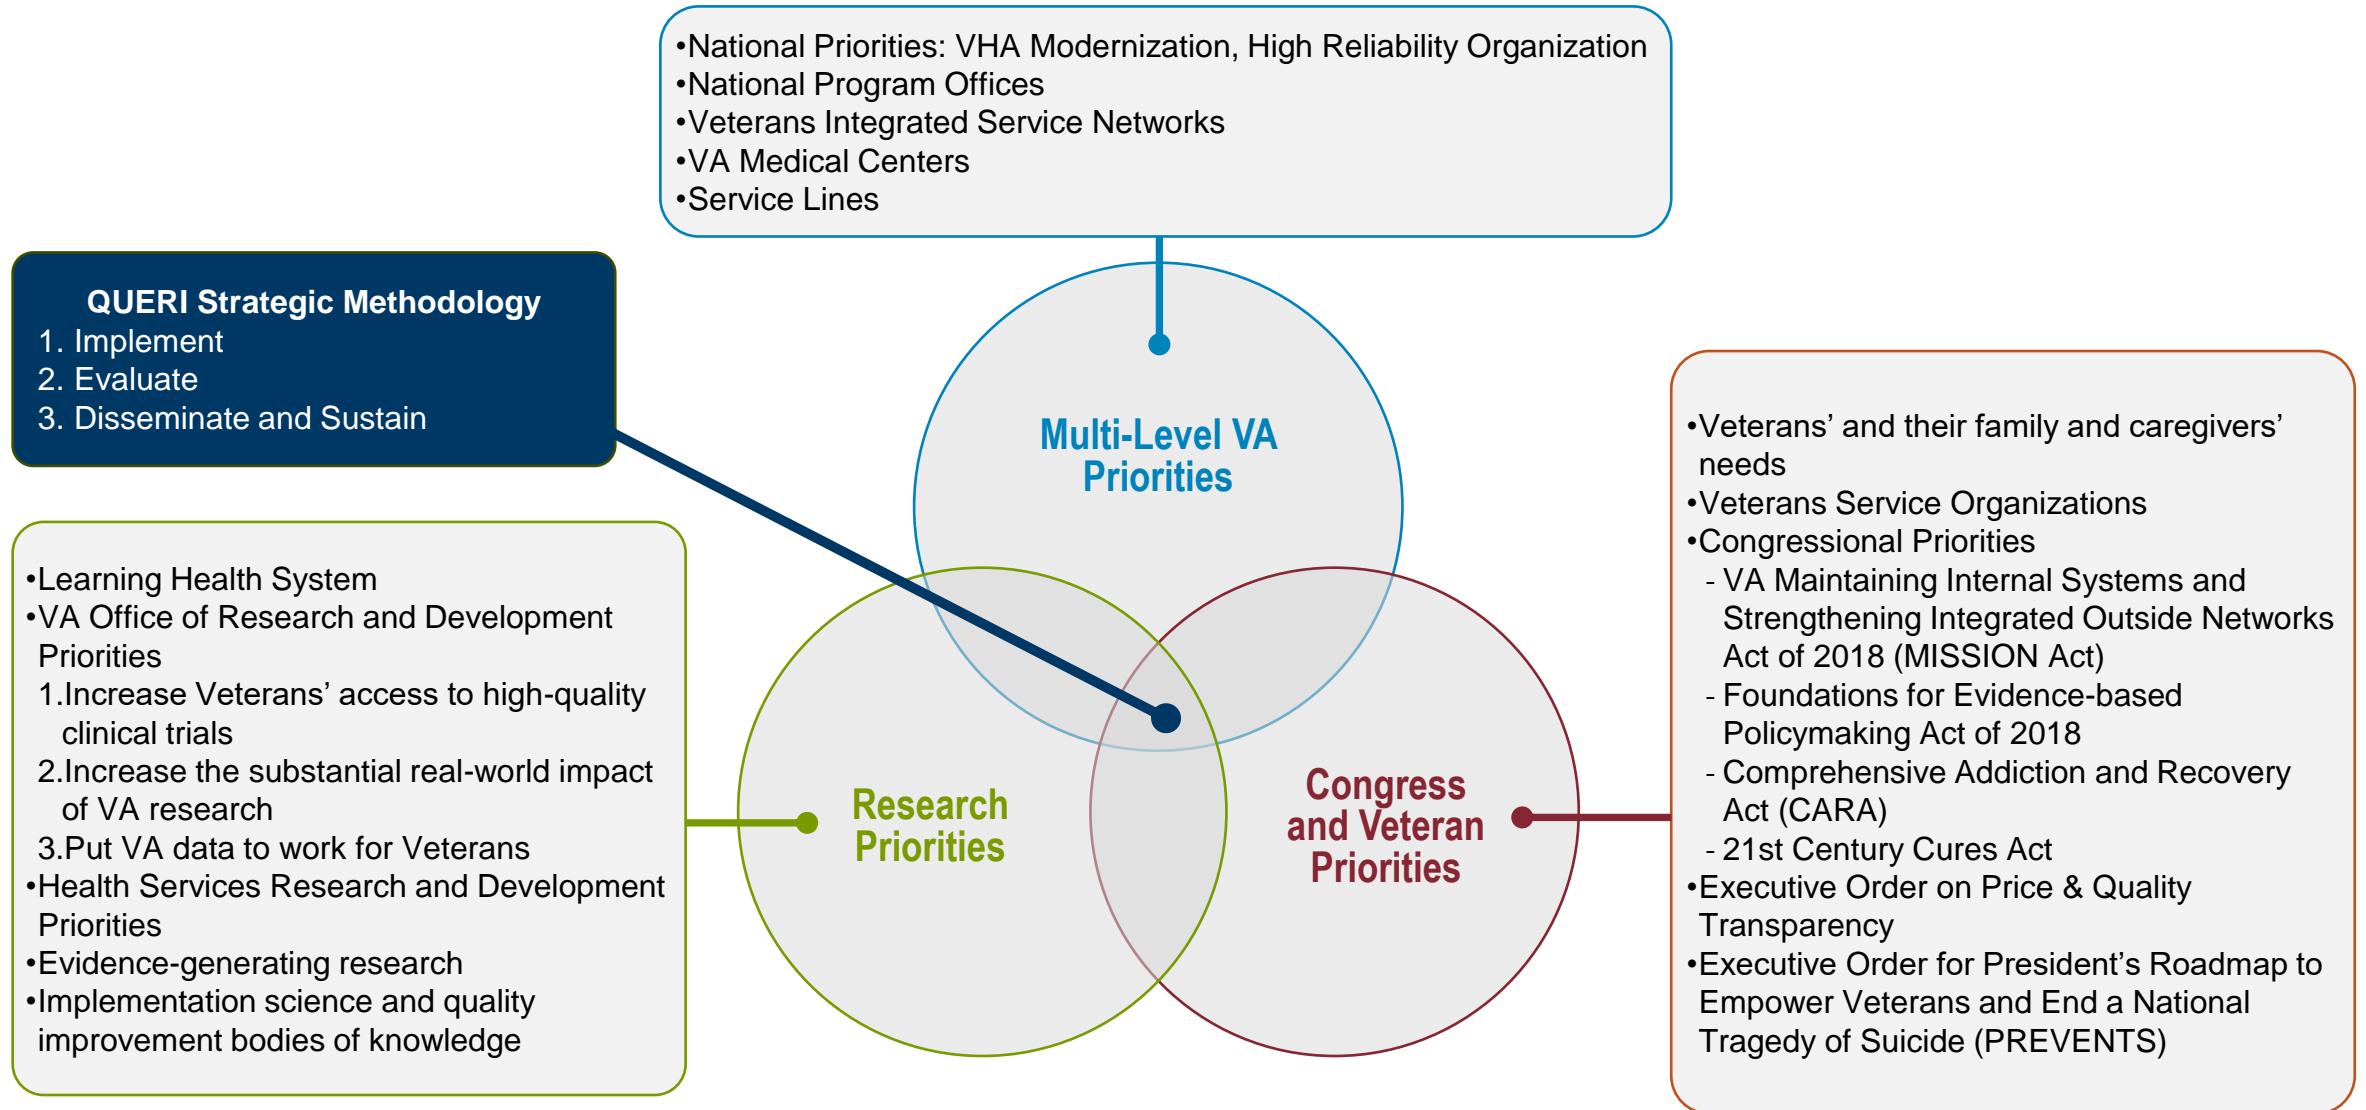 •National Priorities: VHA Modernization, High Reliability Organization
•National Program Offices
•Veterans Integrated Service Networks
•VA Medical Centers
•Service Lines
QUERI Strategic Methodology
1. Implement
2. Evaluate
3. Disseminate and Sustain
Multi-Level VA
Priorities
•Learning Health System
•VA Office of Research and Development
Priorities
1.Increase Veterans’ access to high-quality
clinical trials
2.Increase the substantial real-world impact
of VA research
3.Put VA data to work for Veterans
•Health Services Research and Development
Priorities
•Evidence-generating research
•Implementation science and quality
improvement bodies of knowledge
Research
Priorities
Congress
and Veteran
Priorities
•Veterans’ and their family and caregivers’
needs
•Veterans Service Organizations
•Congressional Priorities
- VA Maintaining Internal Systems and
Strengthening Integrated Outside Networks
Act of 2018 (MISSION Act)
- Foundations for Evidence-based
Policymaking Act of 2018
- Comprehensive Addiction and Recovery
Act (CARA)
- 21st Century Cures Act
•Executive Order on Price & Quality
Transparency
•Executive Order for President’s Roadmap to
Empower Veterans and End a National
Tragedy of Suicide (PREVENTS)